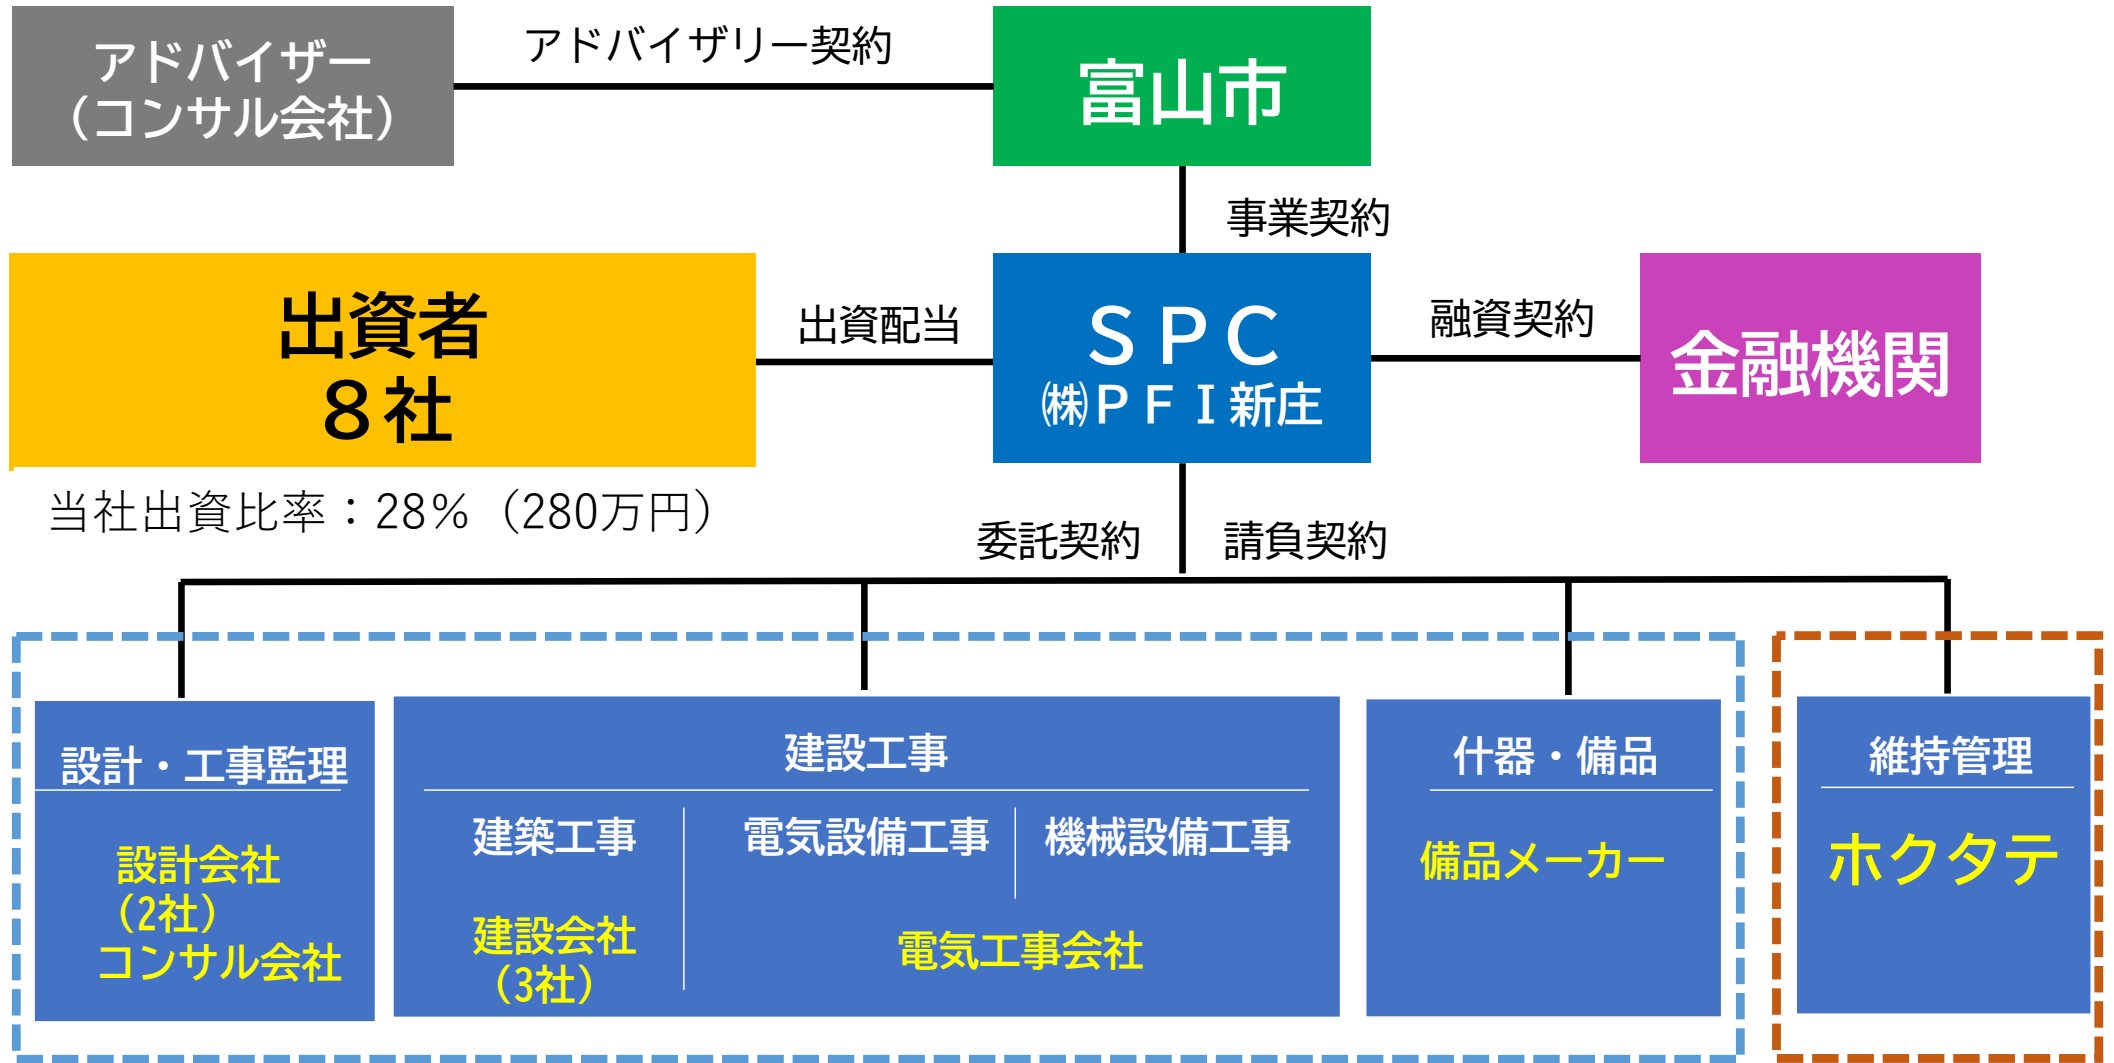 アドバイザー
（コンサル会社）
アドバイザリー契約
富山市
事業契約
出資者
８社
出資配当
ＳＰＣ
㈱ＰＦＩ新庄
融資契約
金融機関
当社出資比率：28％（280万円）
委託契約
請負契約
設計・工事監理
設計会社
（2社）
コンサル会社
建設工事
建築工事
電気設備工事
機械設備工事
建設会社
（3社）
電気工事会社
什器・備品
備品メーカー
維持管理
ホクタテ